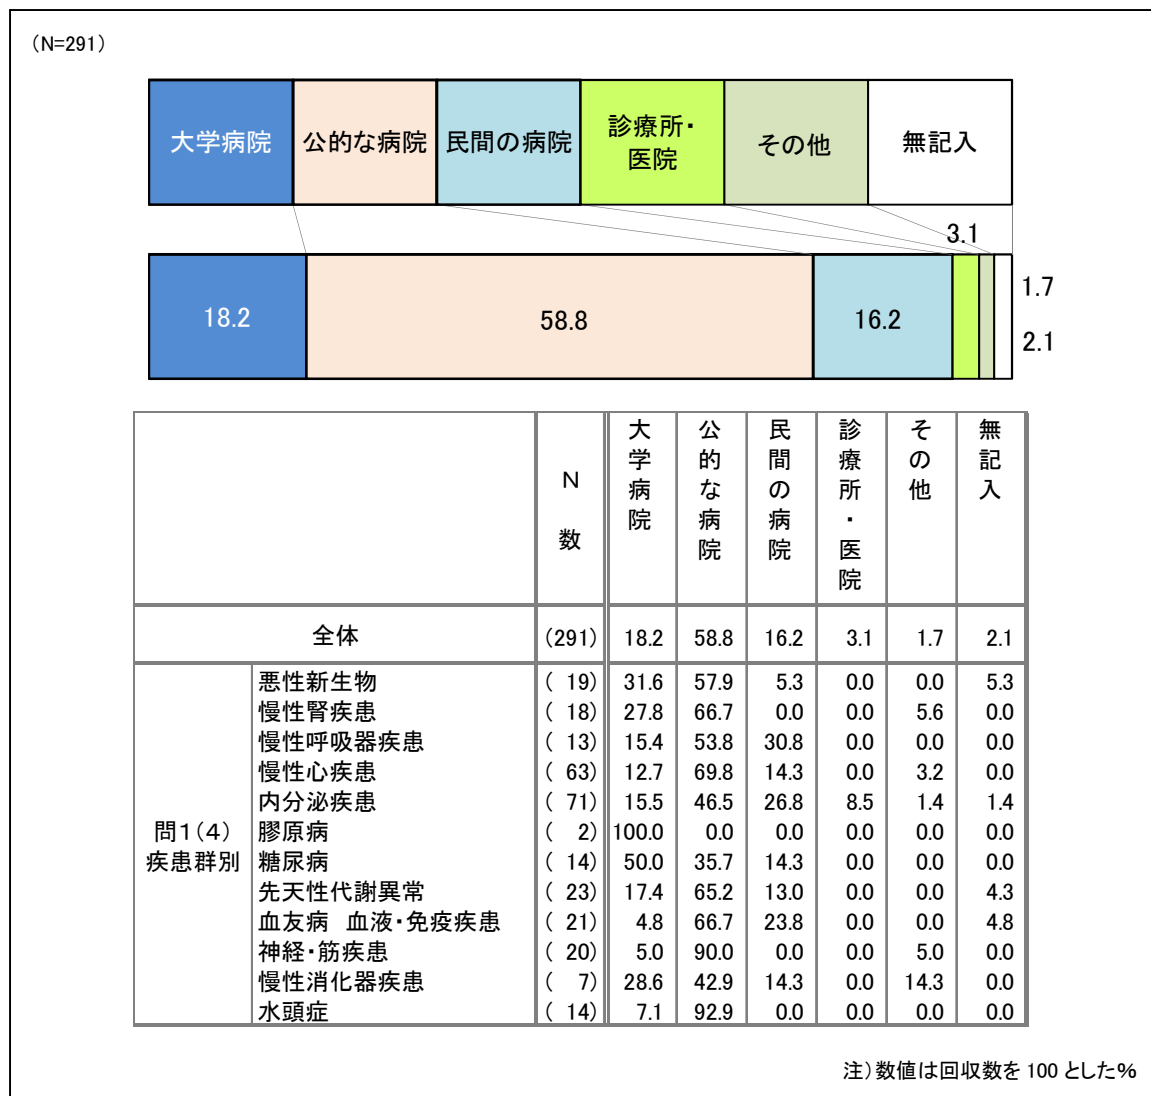 (N=291)
大学病院 公的な病院 民間の病院 診療所・医院 その他 無記入
3.1
18.2 58.8 16.2
1.7
2.1
N数 大学病院 公的な病院 民間の病院 診療所・医院 その他 無記入
全体 (291) 18.2 58.8 16.2 3.1 1.7 2.1
問1(4)疾患群別
悪性新生物 ( 19) 31.6 57.9 5.3 0.0 0.0 5.3
慢性腎疾患 ( 18) 27.8 66.7 0.0 0.0 5.6 0.0
慢性呼吸器疾患 ( 13) 15.4 53.8 30.8 0.0 0.0 0.0
慢性心疾患 ( 63) 12.7 69.8 14.3 0.0 3.2 0.0
内分泌疾患 ( 71) 15.5 46.5 26.8 8.5 1.4 1.4
膠原病 ( 2) 100.0 0.0 0.0 0.0 0.0 0.0
糖尿病 ( 14) 50.0 35.7 14.3 0.0 0.0 0.0
先天性代謝異常 ( 23) 17.4 65.2 13.0 0.0 0.0 4.3
血友病 血液・免疫疾患 ( 21) 4.8 66.7 23.8 0.0 0.0 4.8
神経・筋疾患 ( 20) 5.0 90.0 0.0 0.0 5.0 0.0
慢性消化器疾患 ( 7) 28.6 42.9 14.3 0.0 14.3 0.0
水頭症 ( 14) 7.1 92.9 0.0 0.0 0.0 0.0
注)数値は回収数を 100 とした%